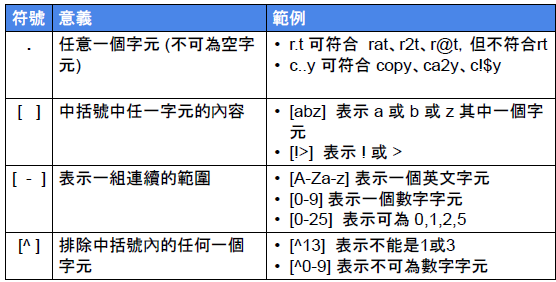 符號 意義 範例
. 任意一個字元 (不可為空字元) • r.t 可符合 rat、r2t、r@t, 但不符合rt
• c..y 可符合 copy、ca2y、c!$y
[ ] 中括號中任一字元的內容 • [abz] 表示 a 或 b 或 z 其中一個字元
• [!>] 表示 ! 或 >
[ - ] 表示一組連續的範圍 • [A-Za-z] 表示一個英文字元
• [0-9] 表示一個數字字元
• [0-25] 表示可為 0,1,2,5
[^ ] 排除中括號內的任何一個字元 • [^13] 表示不能是1或3
• [^0-9] 表示不可為數字字元